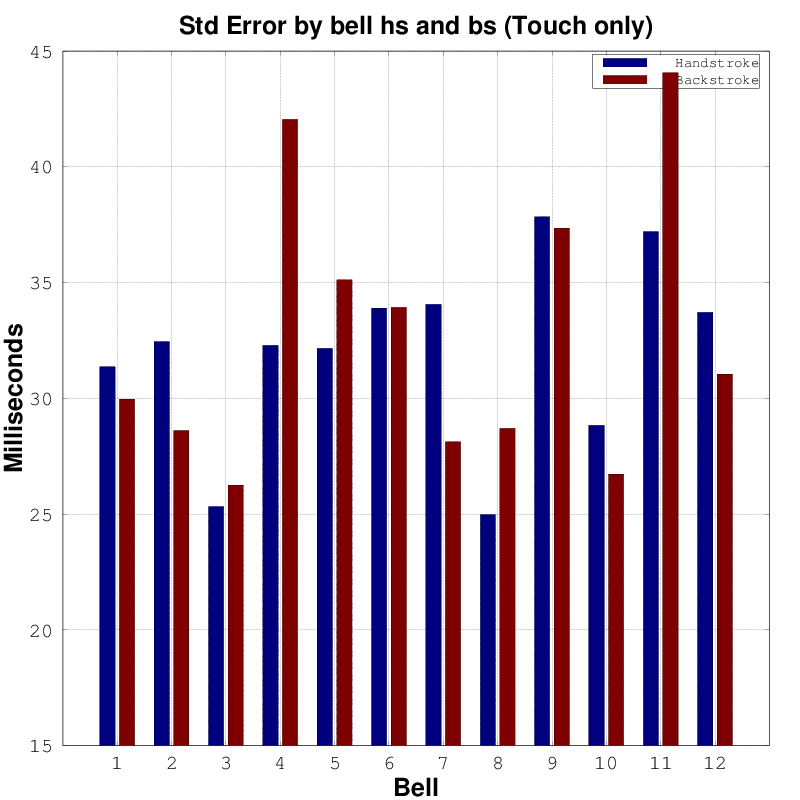 Std Error by bell hs and bs (Touch only)
45
Handstroke
Backstroke
40
35
30
25
20
15
Milliseconds
1 2 3 4 5 6 7 8 9 10 11 12
Bell